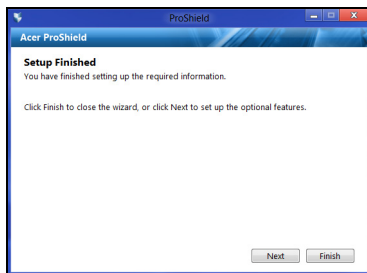 ProShield
Acer ProShield
Setup Finished
You have finished setting up the required information.
Click Finish to close the wizard, or click Next to set up the optional features.
Next Finish